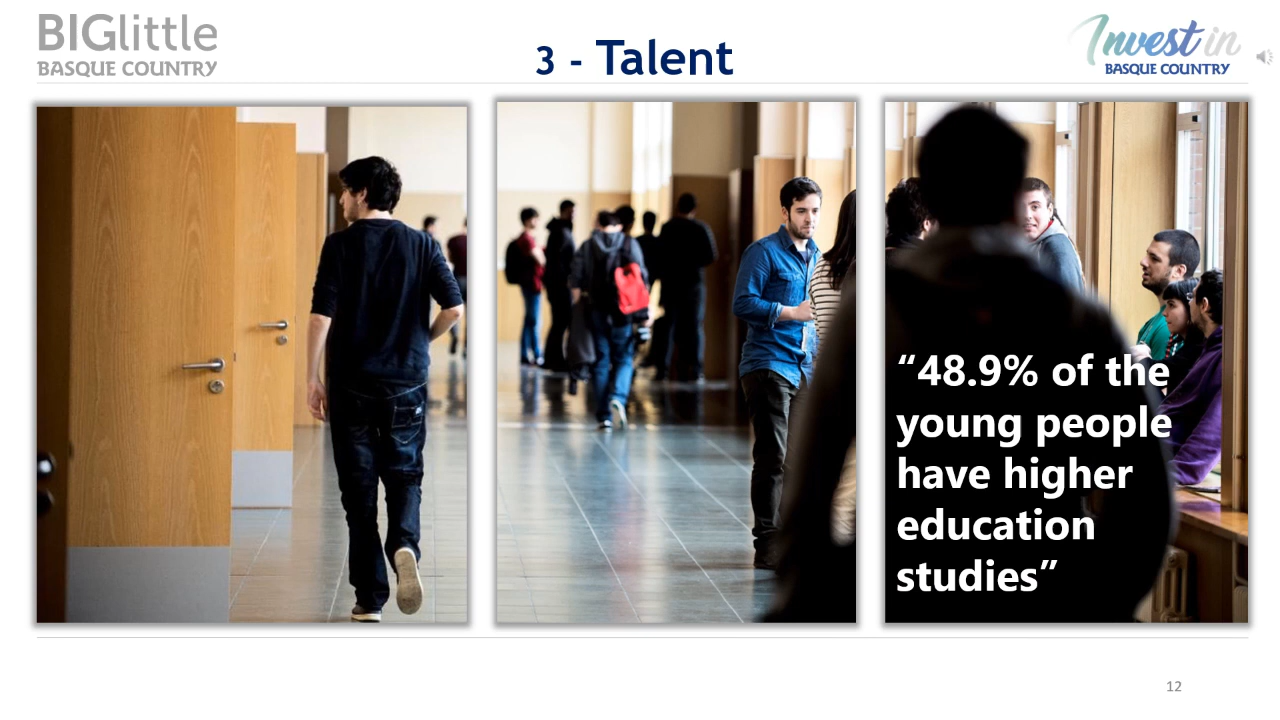 BIGlittle
BASQUE COUNTRY
3 - Talent
Invest in
BASQUE COUNTRY
“48.9% of the
young people
have higher
education
studies”
12